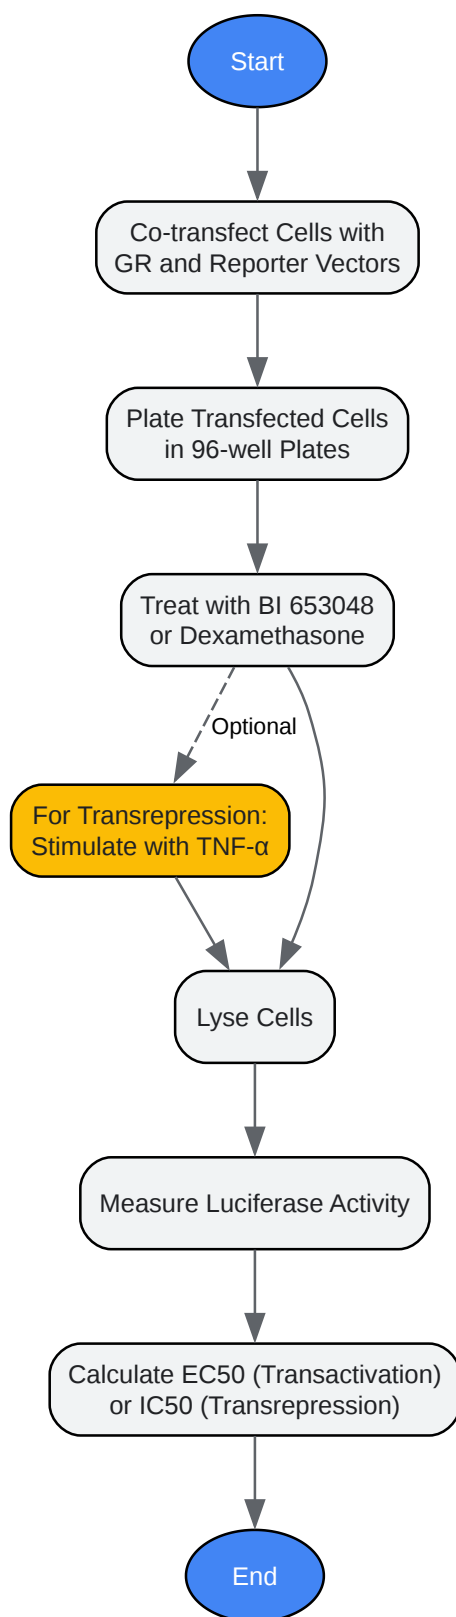 Start
Co-transfect Cells with
GR and Reporter Vectors
Plate Transfected Cells
in 96-well Plates
Treat with BI 653048
or Dexamethasone
Optional
For Transrepression:
Stimulate with TNF-α
Lyse Cells
Measure Luciferase Activity
Calculate EC50 (Transactivation)
or IC50 (Transrepression)
End